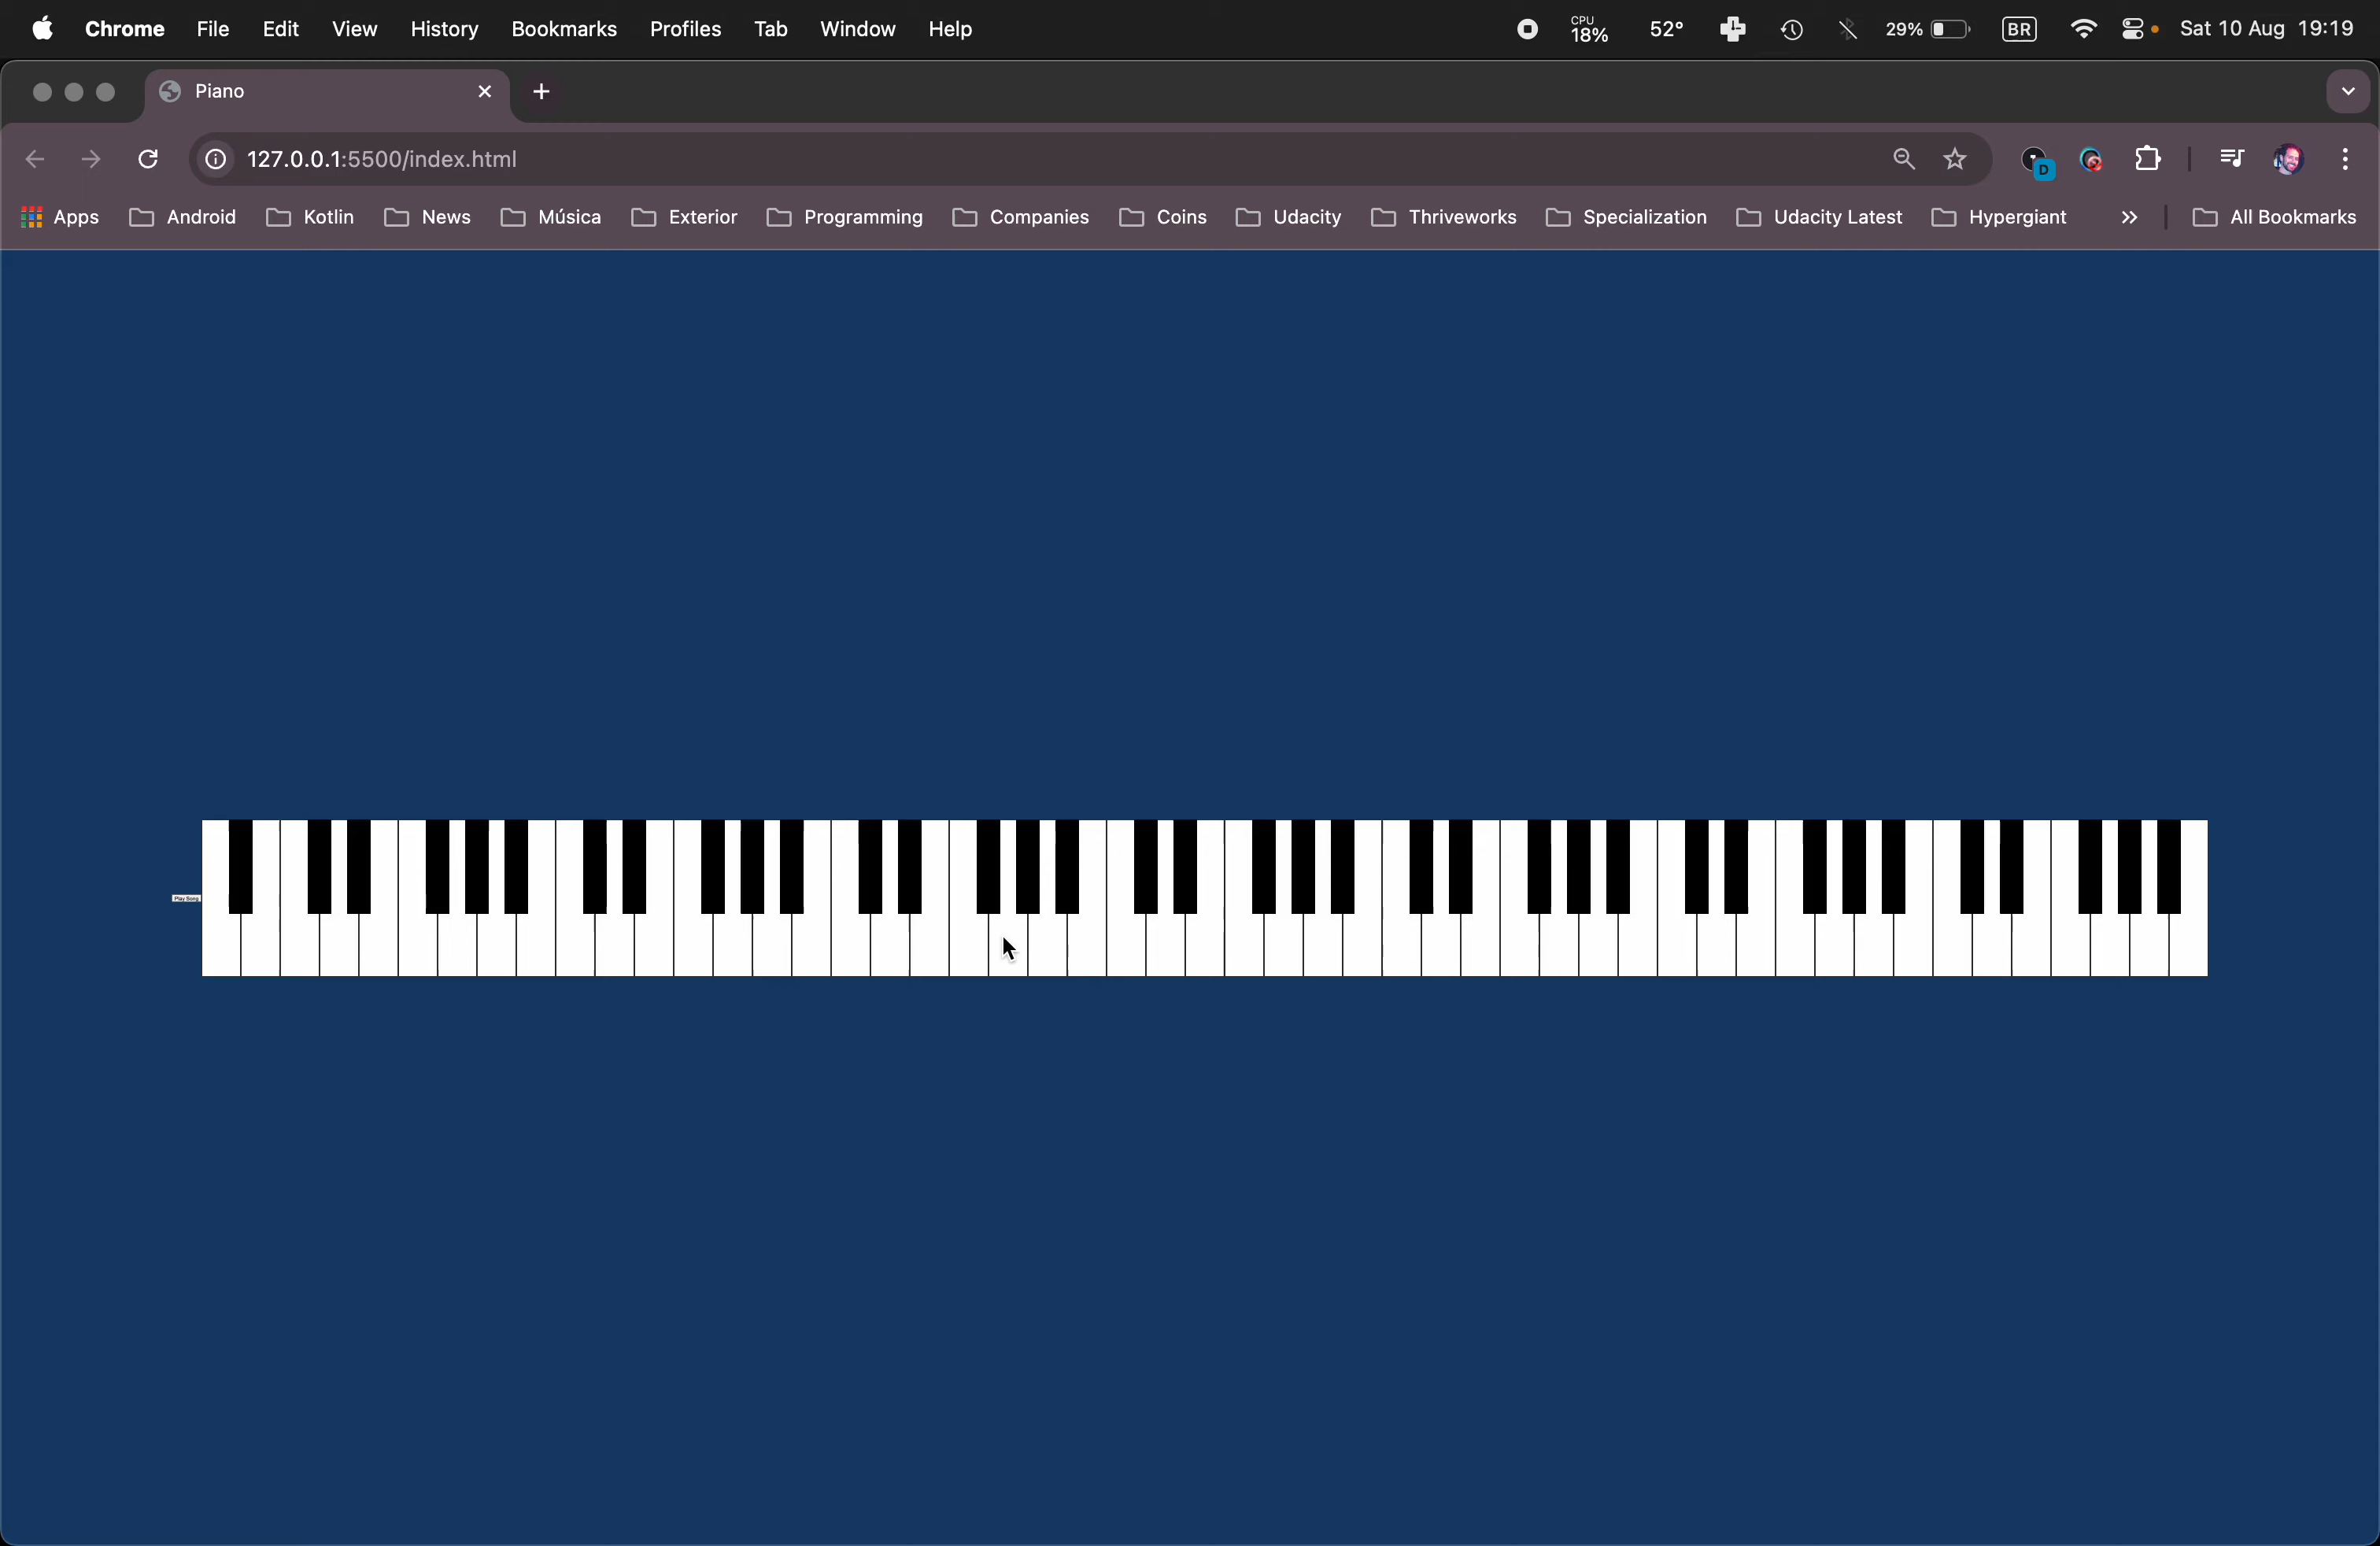 Chrome File Edit View History Bookmarks Profiles Tab Window Help CPU 18% 52° 29% BR Sat 10 Aug 19:19
Piano
127.0.0.1:5500/index.html D
Apps Android Kotlin News Música Exterior Programming Companies Coins Udacity Thriveworks Specialization Udacity Latest Hypergiant » All Bookmarks
Play Song